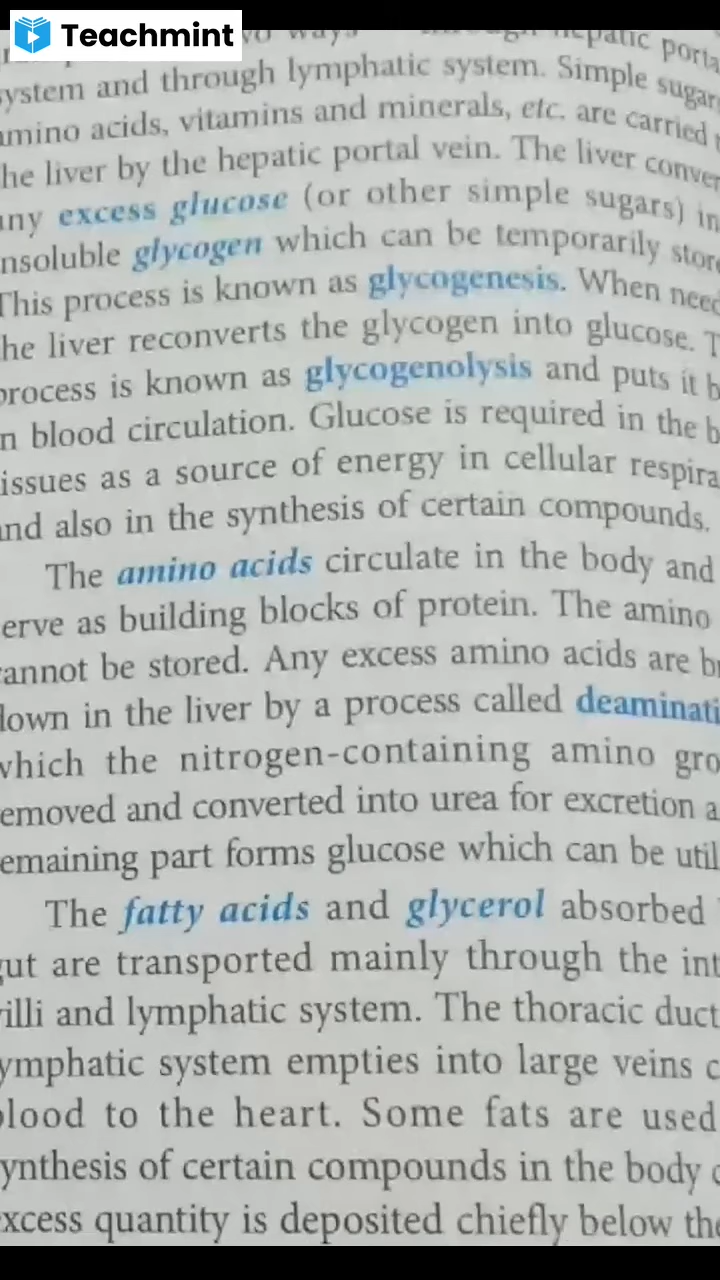 Teachmint
system and through lymphatic system. Simple sugar
amino acids, vitamins and minerals, etc. are carried
he liver by the hepatic portal vein. The liver conver
any excess glucose (or other simple sugars) in
nsoluble glycogen which can be temporarily store
This process is known as glycogenesis. When need
he liver reconverts the glycogen into glucose. T
process is known as glycogenolysis and puts it b
n blood circulation. Glucose is required in the b
issues as a source of energy in cellular respira
and also in the synthesis of certain compounds.
The amino acids circulate in the body and
erve as building blocks of protein. The amino
cannot be stored. Any excess amino acids are br
down in the liver by a process called deaminati
which the nitrogen-containing amino gro
emoved and converted into urea for excretion a
emaining part forms glucose which can be util
The fatty acids and glycerol absorbed
gut are transported mainly through the int
villi and lymphatic system. The thoracic duct
ymphatic system empties into large veins c
blood to the heart. Some fats are used
ynthesis of certain compounds in the body
excess quantity is deposited chiefly below the